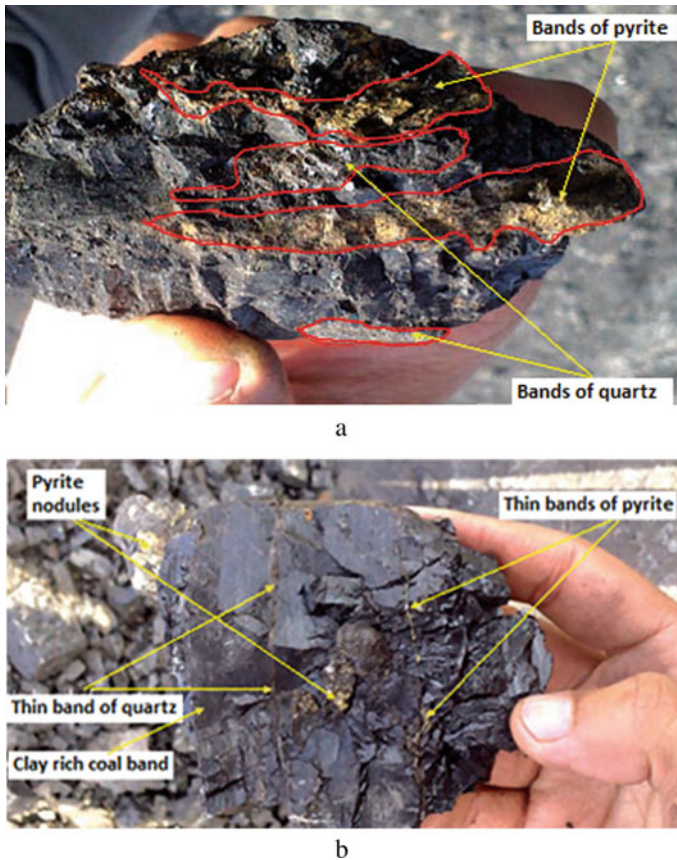 Bands of pyrite
Bands of quartz
a
Pyrite
nodules
Thin bands of pyrite
Thin band of quartz
Clay rich coal band
b